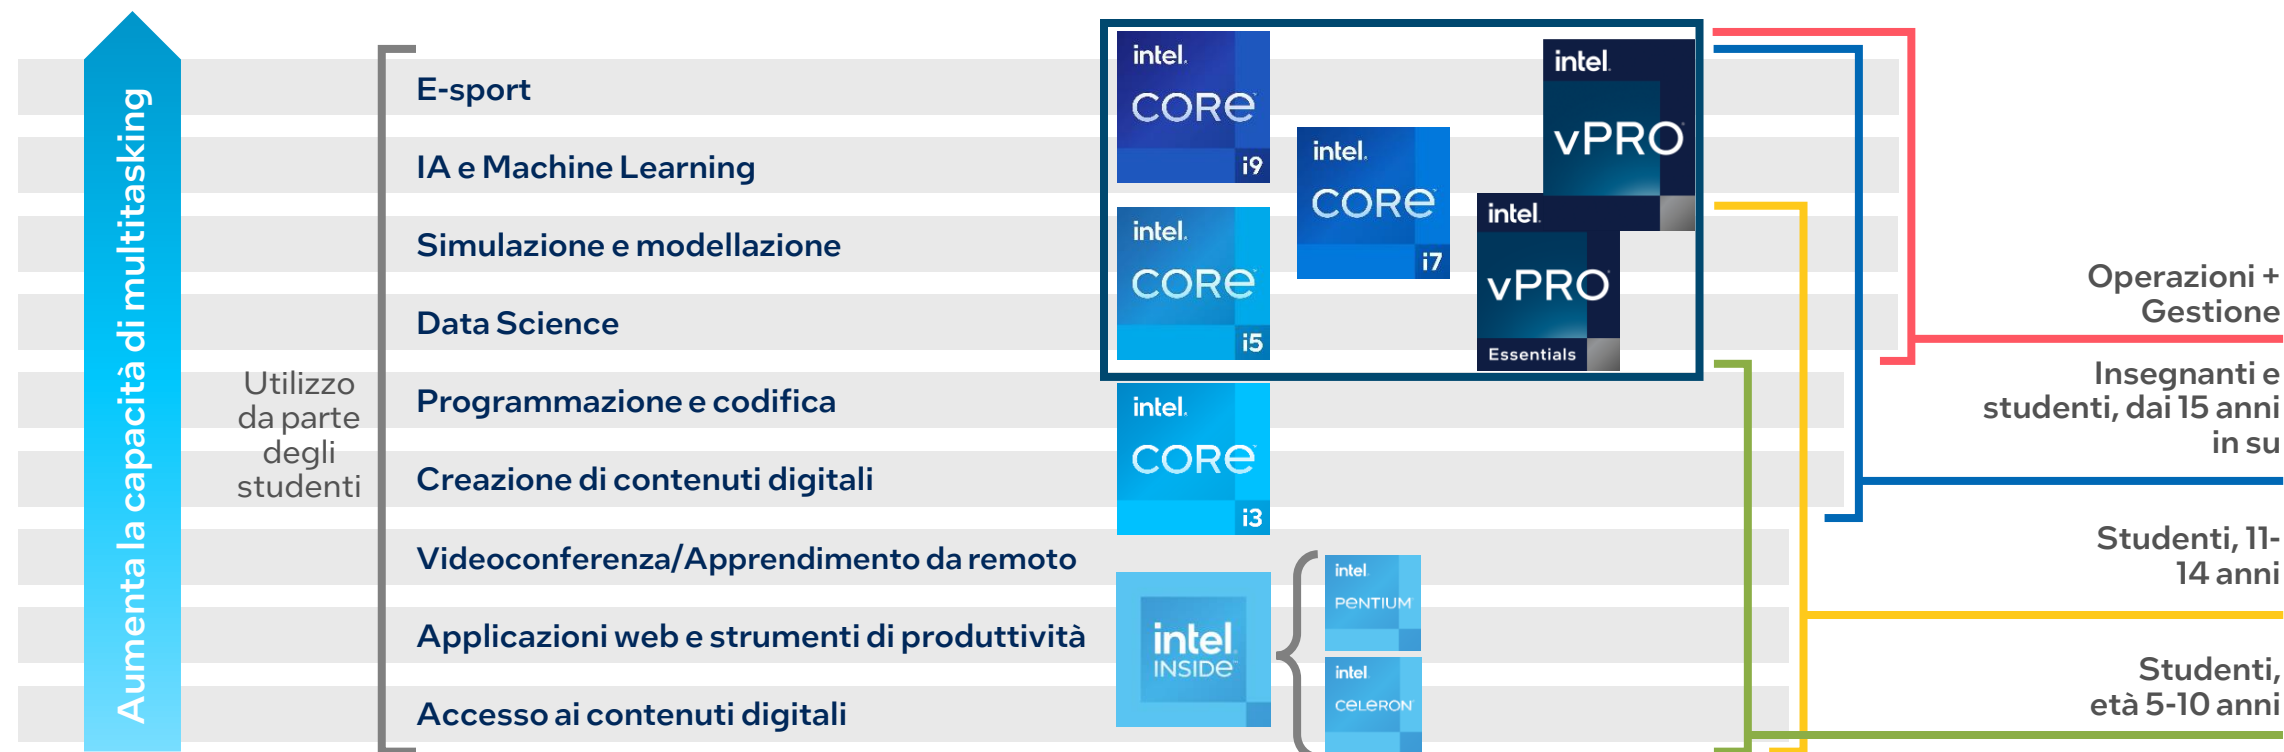 Aumenta la capacità di multitasking
Utilizzo
da parte
degli
studenti
E-sport
IA e Machine Learning
Simulazione e modellazione
Data Science
Programmazione e codifica
Creazione di contenuti digitali
Videoconferenza/Apprendimento da remoto
Applicazioni web e strumenti di produttività
Accesso ai contenuti digitali
intel.
CORE
i9
intel.
CORE
i7
intel.
vPRO
intel.
CORE
i5
intel.
vPRO
Essentials
intel.
CORE
i3
intel.
INSIDE™
intel.
PENTIUM
intel.
CELERON
Operazioni +
Gestione
Insegnanti e
studenti, dai 15 anni
in su
Studenti, 11-
14 anni
Studenti,
età 5-10 anni